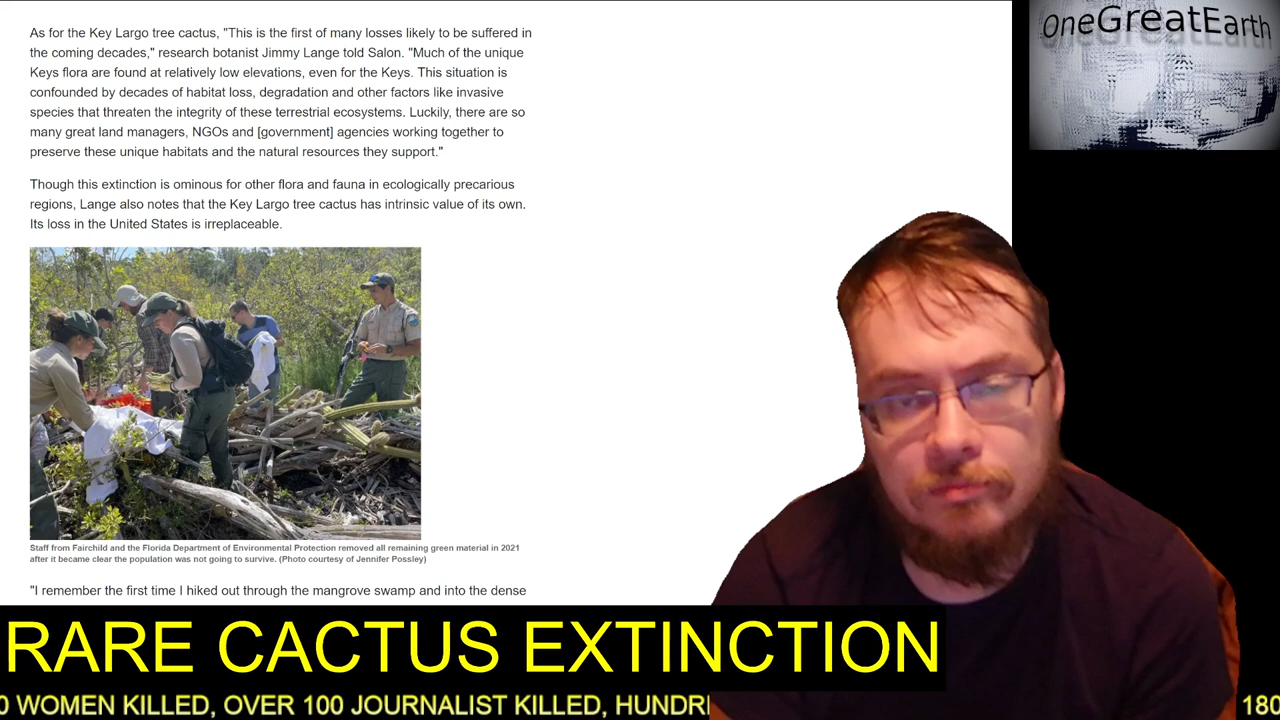 As for the Key Largo tree cactus, "This is the first of many losses likely to be suffered in
the coming decades," research botanist Jimmy Lange told Salon. "Much of the unique
Keys flora are found at relatively low elevations, even for the Keys. This situation is
confounded by decades of habitat loss, degradation and other factors like invasive
species that threaten the integrity of these terrestrial ecosystems. Luckily, there are so
many great land managers, NGOs and [government] agencies working together to
preserve these unique habitats and the natural resources they support."
Though this extinction is ominous for other flora and fauna in ecologically precarious
regions, Lange also notes that the Key Largo tree cactus has intrinsic value of its own.
Its loss in the United States is irreplaceable.
Staff from Fairchild and the Florida Department of Environmental Protection removed all remaining green material in 2021
after it became clear the population was not going to survive. (Photo courtesy of Jennifer Possley)
"I remember the first time I hiked out through the mangrove swamp and into the dense
OneGreatEarth
RARE CACTUS EXTINCTION
0 WOMEN KILLED, OVER 100 JOURNALIST KILLED, HUNDR 180